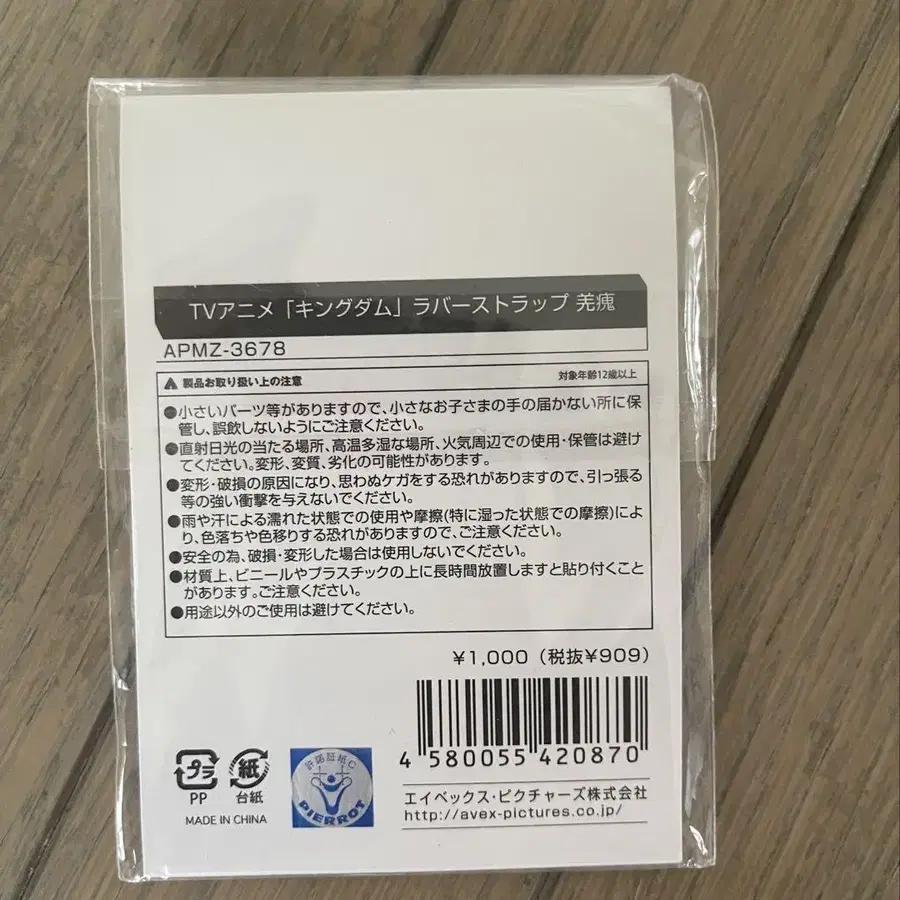 TVアニメ「キングダム」ラバーストラップ 羌瘣
APMZ-3678
製品お取り扱い上の注意 対象年齢12歳以上
●小さいパーツ等がありますので、小さなお子さまの手の届かない所に保
管し、誤飲しないようにご注意ください。
●直射日光の当たる場所、高温多湿な場所、火気周辺での使用・保管は避け
てください。変形、変質、劣化の可能性があります。
●変形・破損の原因になり、思わぬケガをする恐れがありますので、引っ張る
等の強い衝撃を与えないでください。
●雨や汗による濡れた状態での使用や摩擦(特に湿った状態での摩擦)によ
り、色落ちや色移りする恐れがありますので、ご注意ください。
●安全の為、破損・変形した場合は使用しないでください。
●材質上、ビニールやプラスチックの上に長時間放置しますと貼り付くこと
があります。ご注意ください。
●用途以外のご使用は避けてください。
¥1,000（税抜¥909）
4 580055 420870
プラ
PP
紙
台紙
MADE IN CHINA
許諾証紙C
PIERROT
エイベックス・ピクチャーズ株式会社
http://avex-pictures.co.jp/